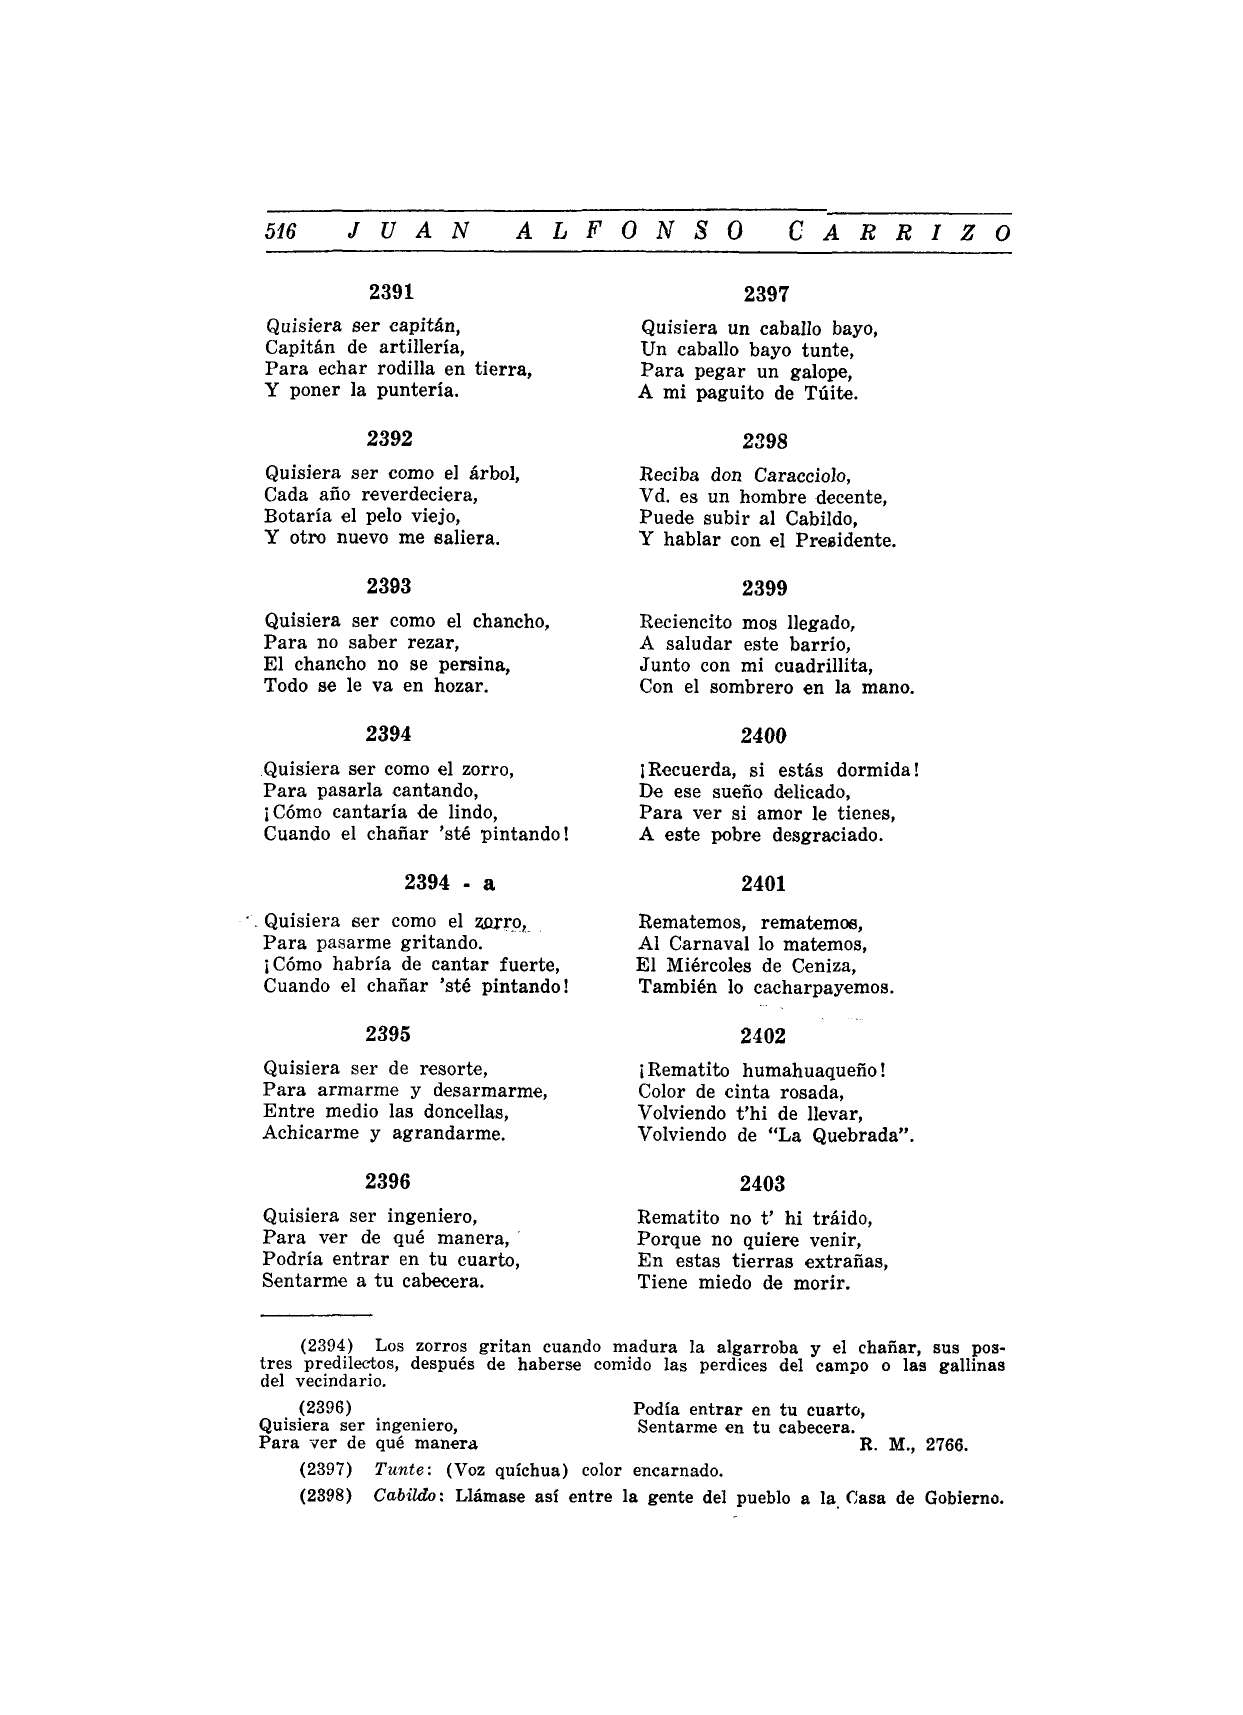 516 JUAN ALFONSO CARRIZO
2391
Quisiera ser capitán,
Capitán de artillería,
Para echar rodilla en tierra,
Y poner la puntería.
2392
Quisiera ser como el árbol,
Cada año reverdeciera,
Botaría el pelo viejo,
Y otro nuevo me saliera.
2393
Quisiera ser como el chancho,
Para no saber rezar,
El chancho no se persina,
Todo se le va en hozar.
2394
Quisiera ser como el zorro,
Para pasarla cantando,
¡Cómo cantaría de lindo,
Cuando el chañar 'sté pintando!
2394 - a
Quisiera ser como el zorro,
Para pasarme gritando.
¡Cómo habría de cantar fuerte,
Cuando el chañar 'sté pintando!
2395
Quisiera ser de resorte,
Para armarme y desarmarme,
Entre medio las doncellas,
Achicarme y agrandarme.
2396
Quisiera ser ingeniero,
Para ver de qué manera,
Podría entrar en tu cuarto,
Sentarme a tu cabecera.
2397
Quisiera un caballo bayo,
Un caballo bayo tunte,
Para pegar un galope,
A mi paguito de Túite.
2398
Reciba don Caracciolo,
Vd. es un hombre decente,
Puede subir al Cabildo,
Y hablar con el Presidente.
2399
Reciencito mos llegado,
A saludar este barrio,
Junto con mi cuadrillita,
Con el sombrero en la mano.
2400
¡Recuerda, si estás dormida!
De ese sueño delicado,
Para ver si amor le tienes,
A este pobre desgraciado.
2401
Rematemos, rematemos,
Al Carnaval lo matemos,
El Miércoles de Ceniza,
También lo cacharpayemos.
2402
¡Rematito humahuaqueño!
Color de cinta rosada,
Volviendo t'hi de llevar,
Volviendo de “La Quebrada”.
2403
Rematito no t' hi tráido,
Porque no quiere venir,
En estas tierras extrañas,
Tiene miedo de morir.
(2394) Los zorros gritan cuando madura la algarroba y el chañar, sus pos-
tres predilectos, después de haberse comido las perdices del campo o las gallinas
del vecindario.
(2396)
Quisiera ser ingeniero,
Para ver de qué manera
Podía entrar en tu cuarto,
Sentarme en tu cabecera.
R. M., 2766.
(2397) Tunte: (Voz quíchua) color encarnado.
(2398) Cabildo: Llámase así entre la gente del pueblo a la Casa de Gobierno.